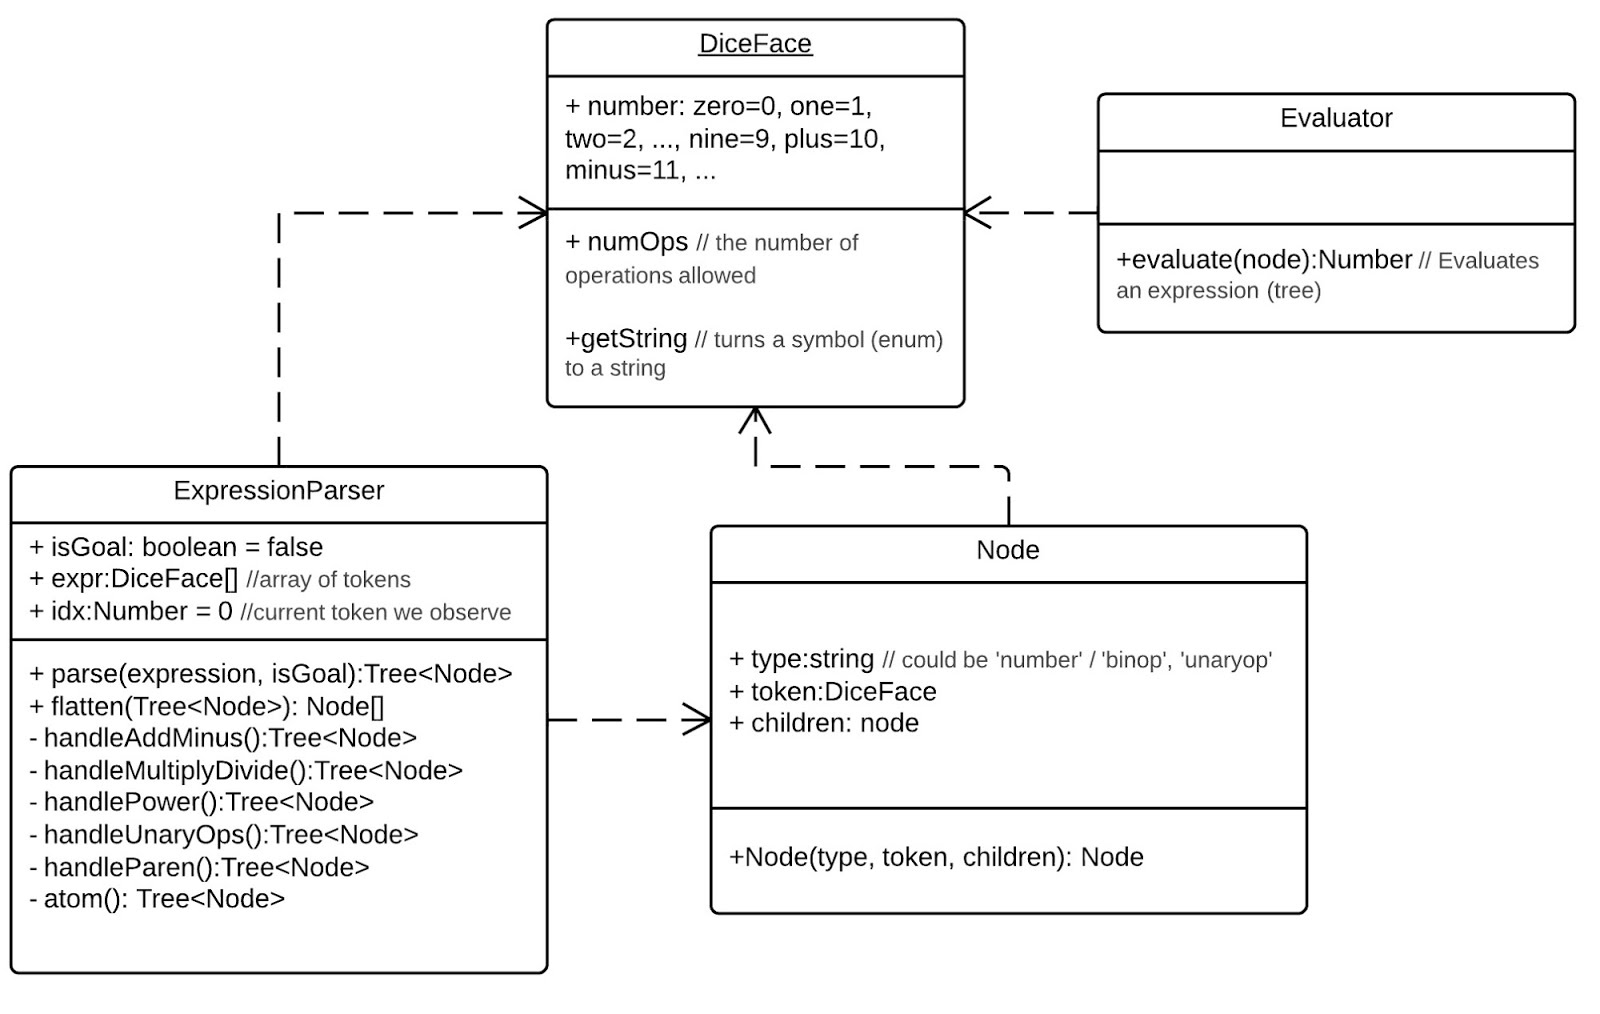 DiceFace
+ number: zero=0, one=1,
two=2, ..., nine=9, plus=10,
minus=11, ...
+ numOps // the number of
operations allowed
+getString // turns a symbol (enum)
to a string
Evaluator
+evaluate(node):Number // Evaluates
an expression (tree)
ExpressionParser
+ isGoal: boolean = false
+ expr:DiceFace[] //array of tokens
+ idx:Number = 0 //current token we observe
+ parse(expression, isGoal):Tree<Node>
+ flatten(Tree<Node>): Node[]
- handleAddMinus():Tree<Node>
- handleMultiplyDivide():Tree<Node>
- handlePower():Tree<Node>
- handleUnaryOps():Tree<Node>
- handleParen():Tree<Node>
- atom(): Tree<Node>
Node
+ type:string // could be 'number' / 'binop', 'unaryop'
+ token:DiceFace
+ children: node
+Node(type, token, children): Node